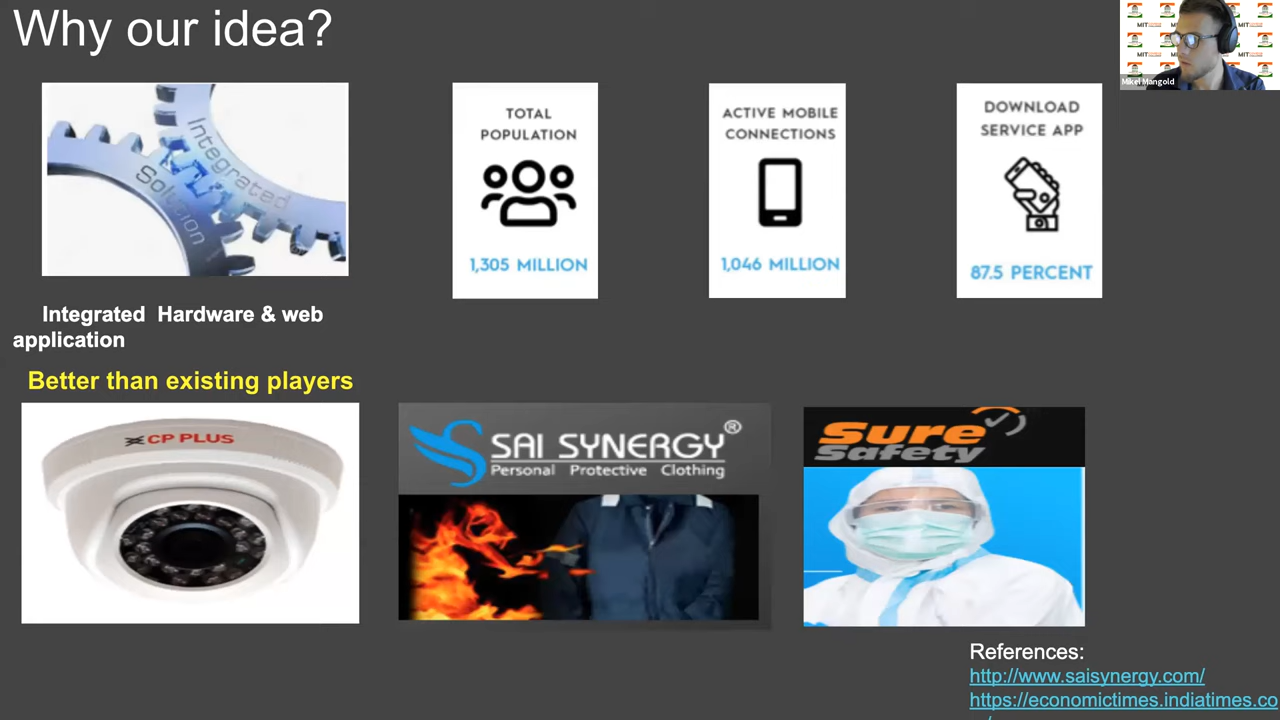 Why our idea?
Mikel Mangold
Integrated
Solution
TOTAL
POPULATION
1,305 MILLION
ACTIVE MOBILE
CONNECTIONS
1,046 MILLION
DOWNLOAD
SERVICE APP
87.5 PERCENT
Integrated Hardware & web
application
Better than existing players
CP PLUS
SAI SYNERGY®
Personal Protective Clothing
Sure
Safety
References:
http://www.saisynergy.com/
https://economictimes.indiatimes.co